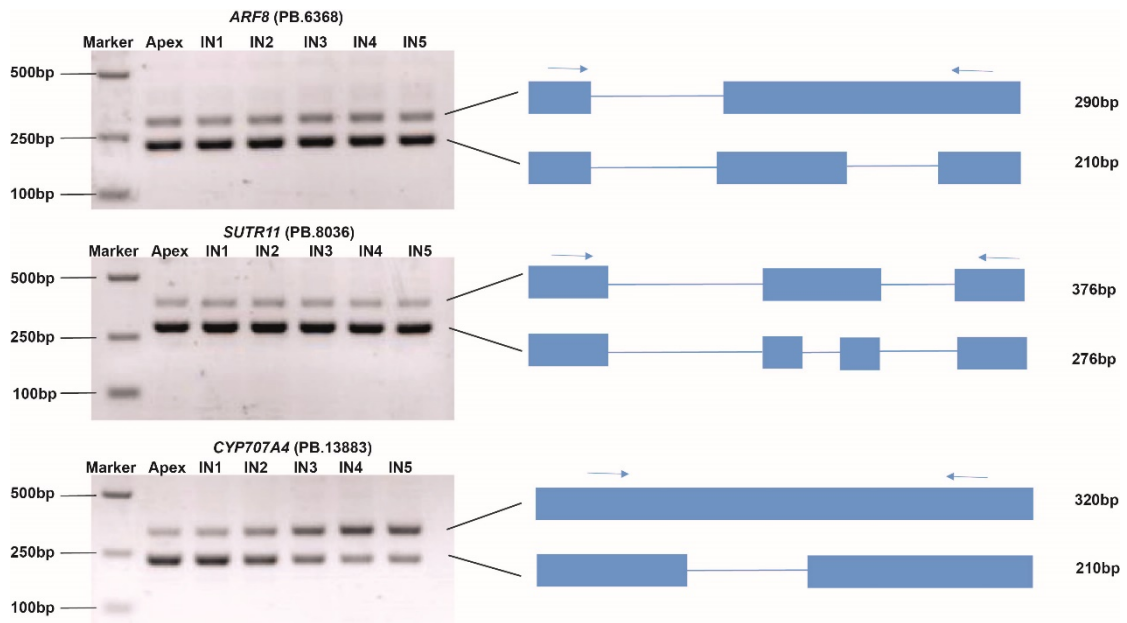 ARF8 (PB.6368)
Marker Apex IN1 IN2 IN3 IN4 IN5
500bp
250bp
100bp
290bp
210bp
SUTR11 (PB.8036)
Marker Apex IN1 IN2 IN3 IN4 IN5
500bp
250bp
100bp
376bp
276bp
CYP707A4 (PB.13883)
Marker Apex IN1 IN2 IN3 IN4 IN5
500bp
250bp
100bp
320bp
210bp